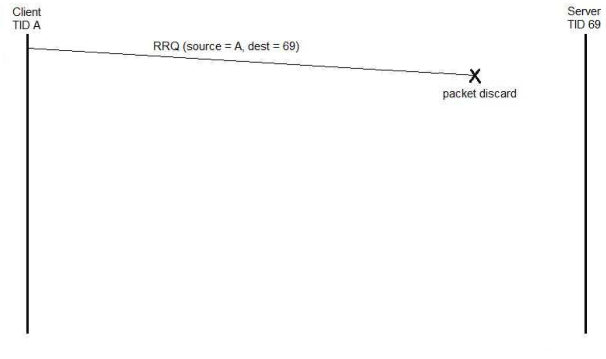 Client
TID A
Server
TID 69
RRQ (source = A, dest = 69)
packet discard